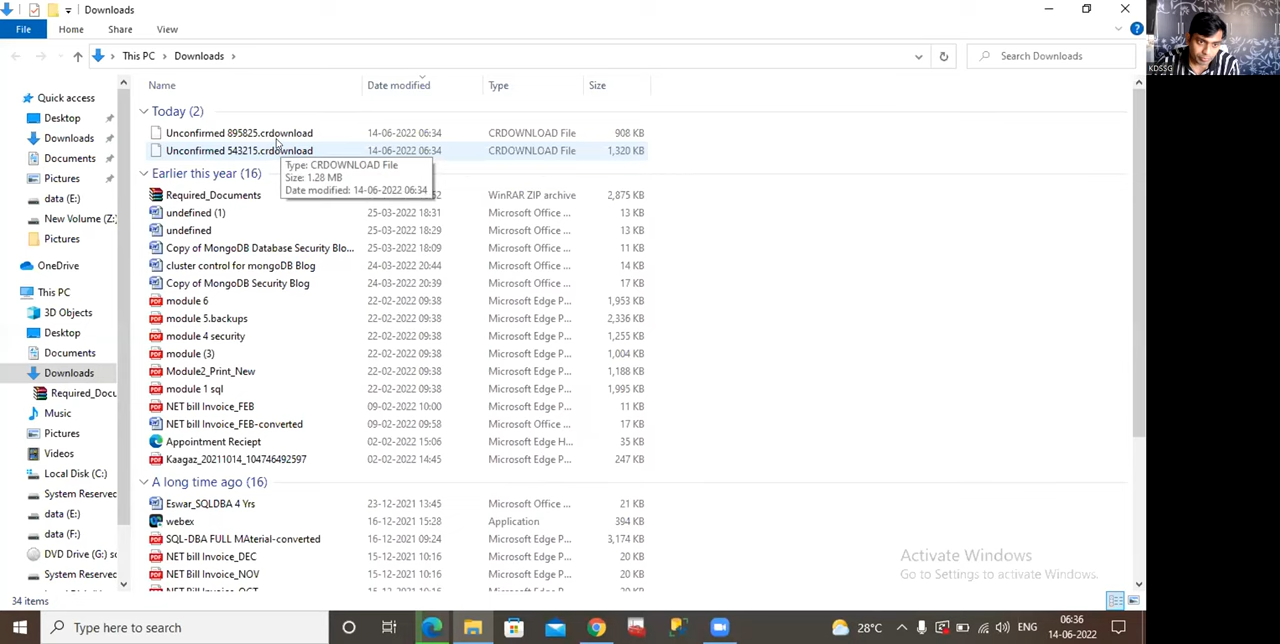 Downloads
File Home Share View
This PC Downloads
Search Downloads
KDSSG
Name Date modified Type Size
Quick access
Desktop
Downloads
Documents
Pictures
data (E:)
New Volume (Z:)
Pictures
OneDrive
This PC
3D Objects
Desktop
Documents
Downloads
Required_Docu
Music
Pictures
Videos
Local Disk (C:)
System Reserved
data (E:)
data (F:)
DVD Drive (G:) sc
System Reserved
Today (2)
Unconfirmed 895825.crdownload 14-06-2022 06:34 CRDOWNLOAD File 908 KB
Unconfirmed 543215.crdownload 14-06-2022 06:34 CRDOWNLOAD File 1,320 KB
Type: CRDOWNLOAD File
Size: 1.28 MB
Date modified: 14-06-2022 06:34
Earlier this year (16)
Required_Documents 52 WinRAR ZIP archive 2,875 KB
undefined (1) 25-03-2022 18:31 Microsoft Office ... 13 KB
undefined 25-03-2022 18:29 Microsoft Office ... 13 KB
Copy of MongoDB Database Security Blo... 25-03-2022 18:09 Microsoft Office ... 11 KB
cluster control for mongoDB Blog 24-03-2022 20:44 Microsoft Office ... 14 KB
Copy of MongoDB Security Blog 24-03-2022 20:39 Microsoft Office ... 17 KB
module 6 22-02-2022 09:38 Microsoft Edge P... 1,953 KB
module 5.backups 22-02-2022 09:38 Microsoft Edge P... 2,336 KB
module 4 security 22-02-2022 09:38 Microsoft Edge P... 1,255 KB
module (3) 22-02-2022 09:38 Microsoft Edge P... 1,004 KB
Module2_Print_New 22-02-2022 09:38 Microsoft Edge P... 1,188 KB
module 1 sql 22-02-2022 09:38 Microsoft Edge P... 1,995 KB
NET bill Invoice_FEB 09-02-2022 10:00 Microsoft Edge P... 11 KB
NET bill Invoice_FEB-converted 09-02-2022 09:58 Microsoft Office ... 17 KB
Appointment Reciept 02-02-2022 15:06 Microsoft Edge H... 35 KB
Kaagaz_20211014_104746492597 02-02-2022 14:45 Microsoft Edge P... 247 KB
A long time ago (16)
Eswar_SQLDBA 4 Yrs 23-12-2021 13:45 Microsoft Office ... 21 KB
webex 16-12-2021 15:28 Application 394 KB
SQL-DBA FULL MAterial-converted 16-12-2021 09:24 Microsoft Edge P... 3,174 KB
NET bill Invoice_DEC 15-12-2021 10:16 Microsoft Edge P... 20 KB
NET Bill Invoice_NOV 15-12-2021 10:16 Microsoft Edge P... 20 KB
NET Bill Invoice_OCT 15-12-2021 10:16 Microsoft Edge P... 20 KB
Activate Windows
Go to Settings to activate Windows.
34 items
Type here to search
28°C ENG 06:36
14-06-2022